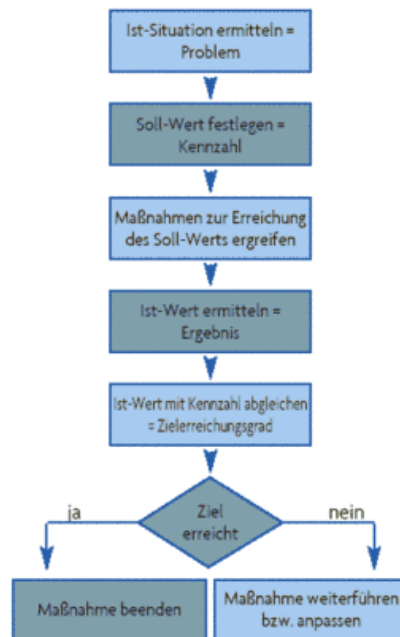 Ist-Situation ermitteln =
Problem
Soll-Wert festlegen =
Kennzahl
Maßnahmen zur Erreichung
des Soll-Werts ergreifen
Ist-Wert ermitteln =
Ergebnis
Ist-Wert mit Kennzahl abgleichen
= Zielerreichungsgrad
Ziel
erreicht
ja
nein
Maßnahme beenden
Maßnahme weiterführen
bzw. anpassen